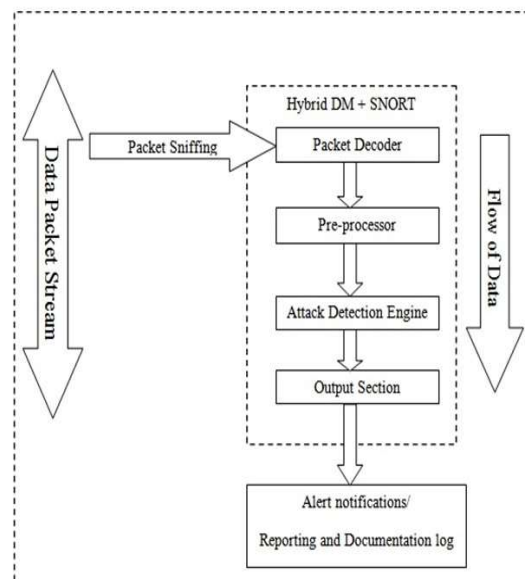 Hybrid DM + SNORT
Data Packet Stream
Packet Sniffing
Packet Decoder
Pre-processor
Attack Detection Engine
Output Section
Flow of Data
Alert notifications/
Reporting and Documentation log